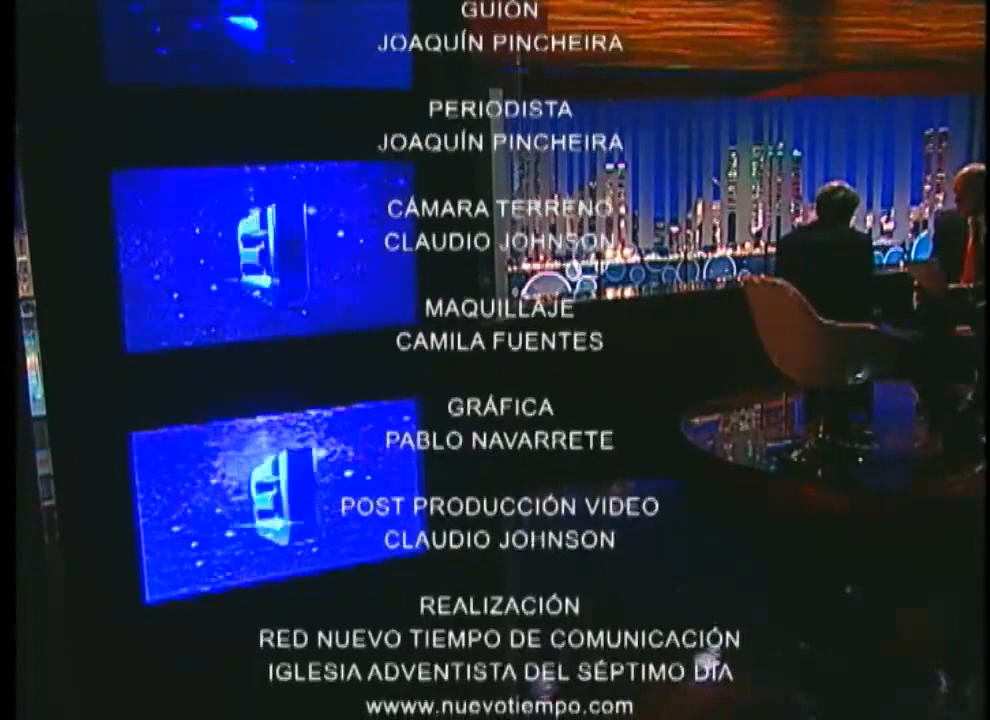 GUIÓN
JOAQUÍN PINCHEIRA
PERIODISTA
JOAQUÍN PINCHEIRA
CÁMARA TERRENO
CLAUDIO JOHNSON
MAQUILLAJE
CAMILA FUENTES
GRÁFICA
PABLO NAVARRETE
POST PRODUCCIÓN VIDEO
CLAUDIO JOHNSON
REALIZACIÓN
RED NUEVO TIEMPO DE COMUNICACIÓN
IGLESIA ADVENTISTA DEL SÉPTIMO DÍA
www.nuevotiempo.com